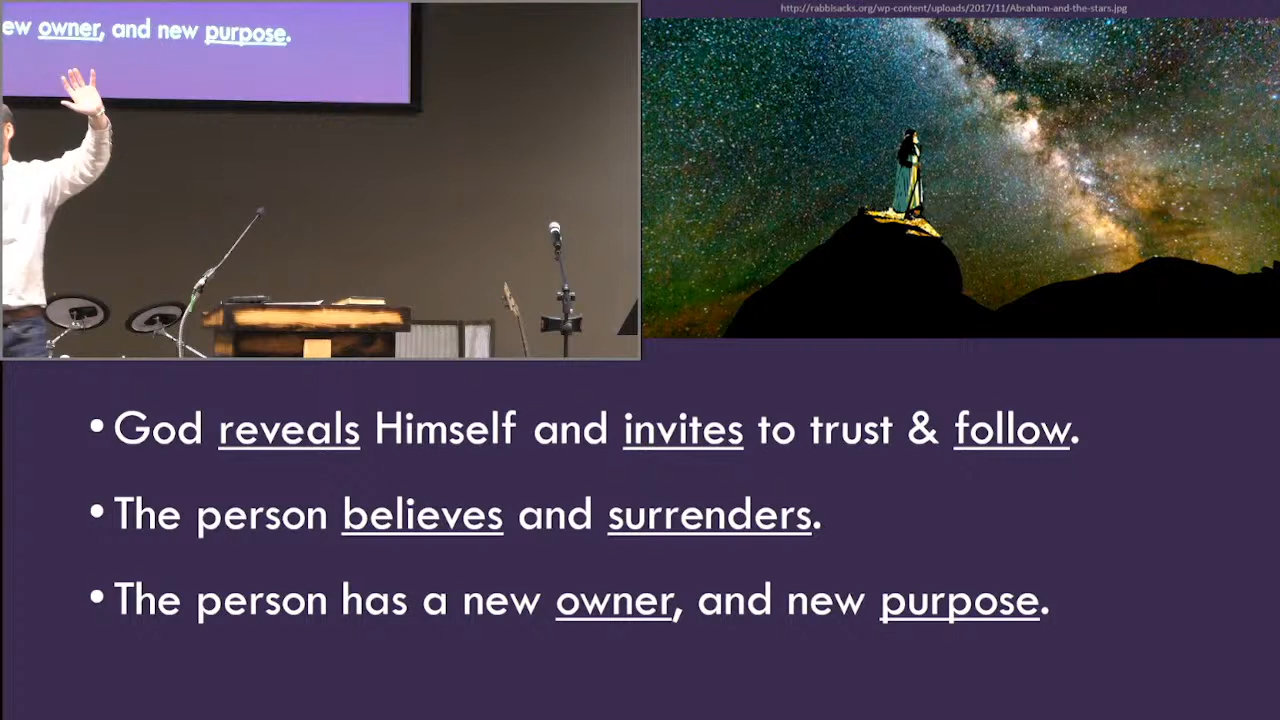 ew owner, and new purpose.
http://rabbisacks.org/wp-content/uploads/2017/11/Abraham-and-the-stars.jpg
• God reveals Himself and invites to trust & follow.
• The person believes and surrenders.
• The person has a new owner, and new purpose.